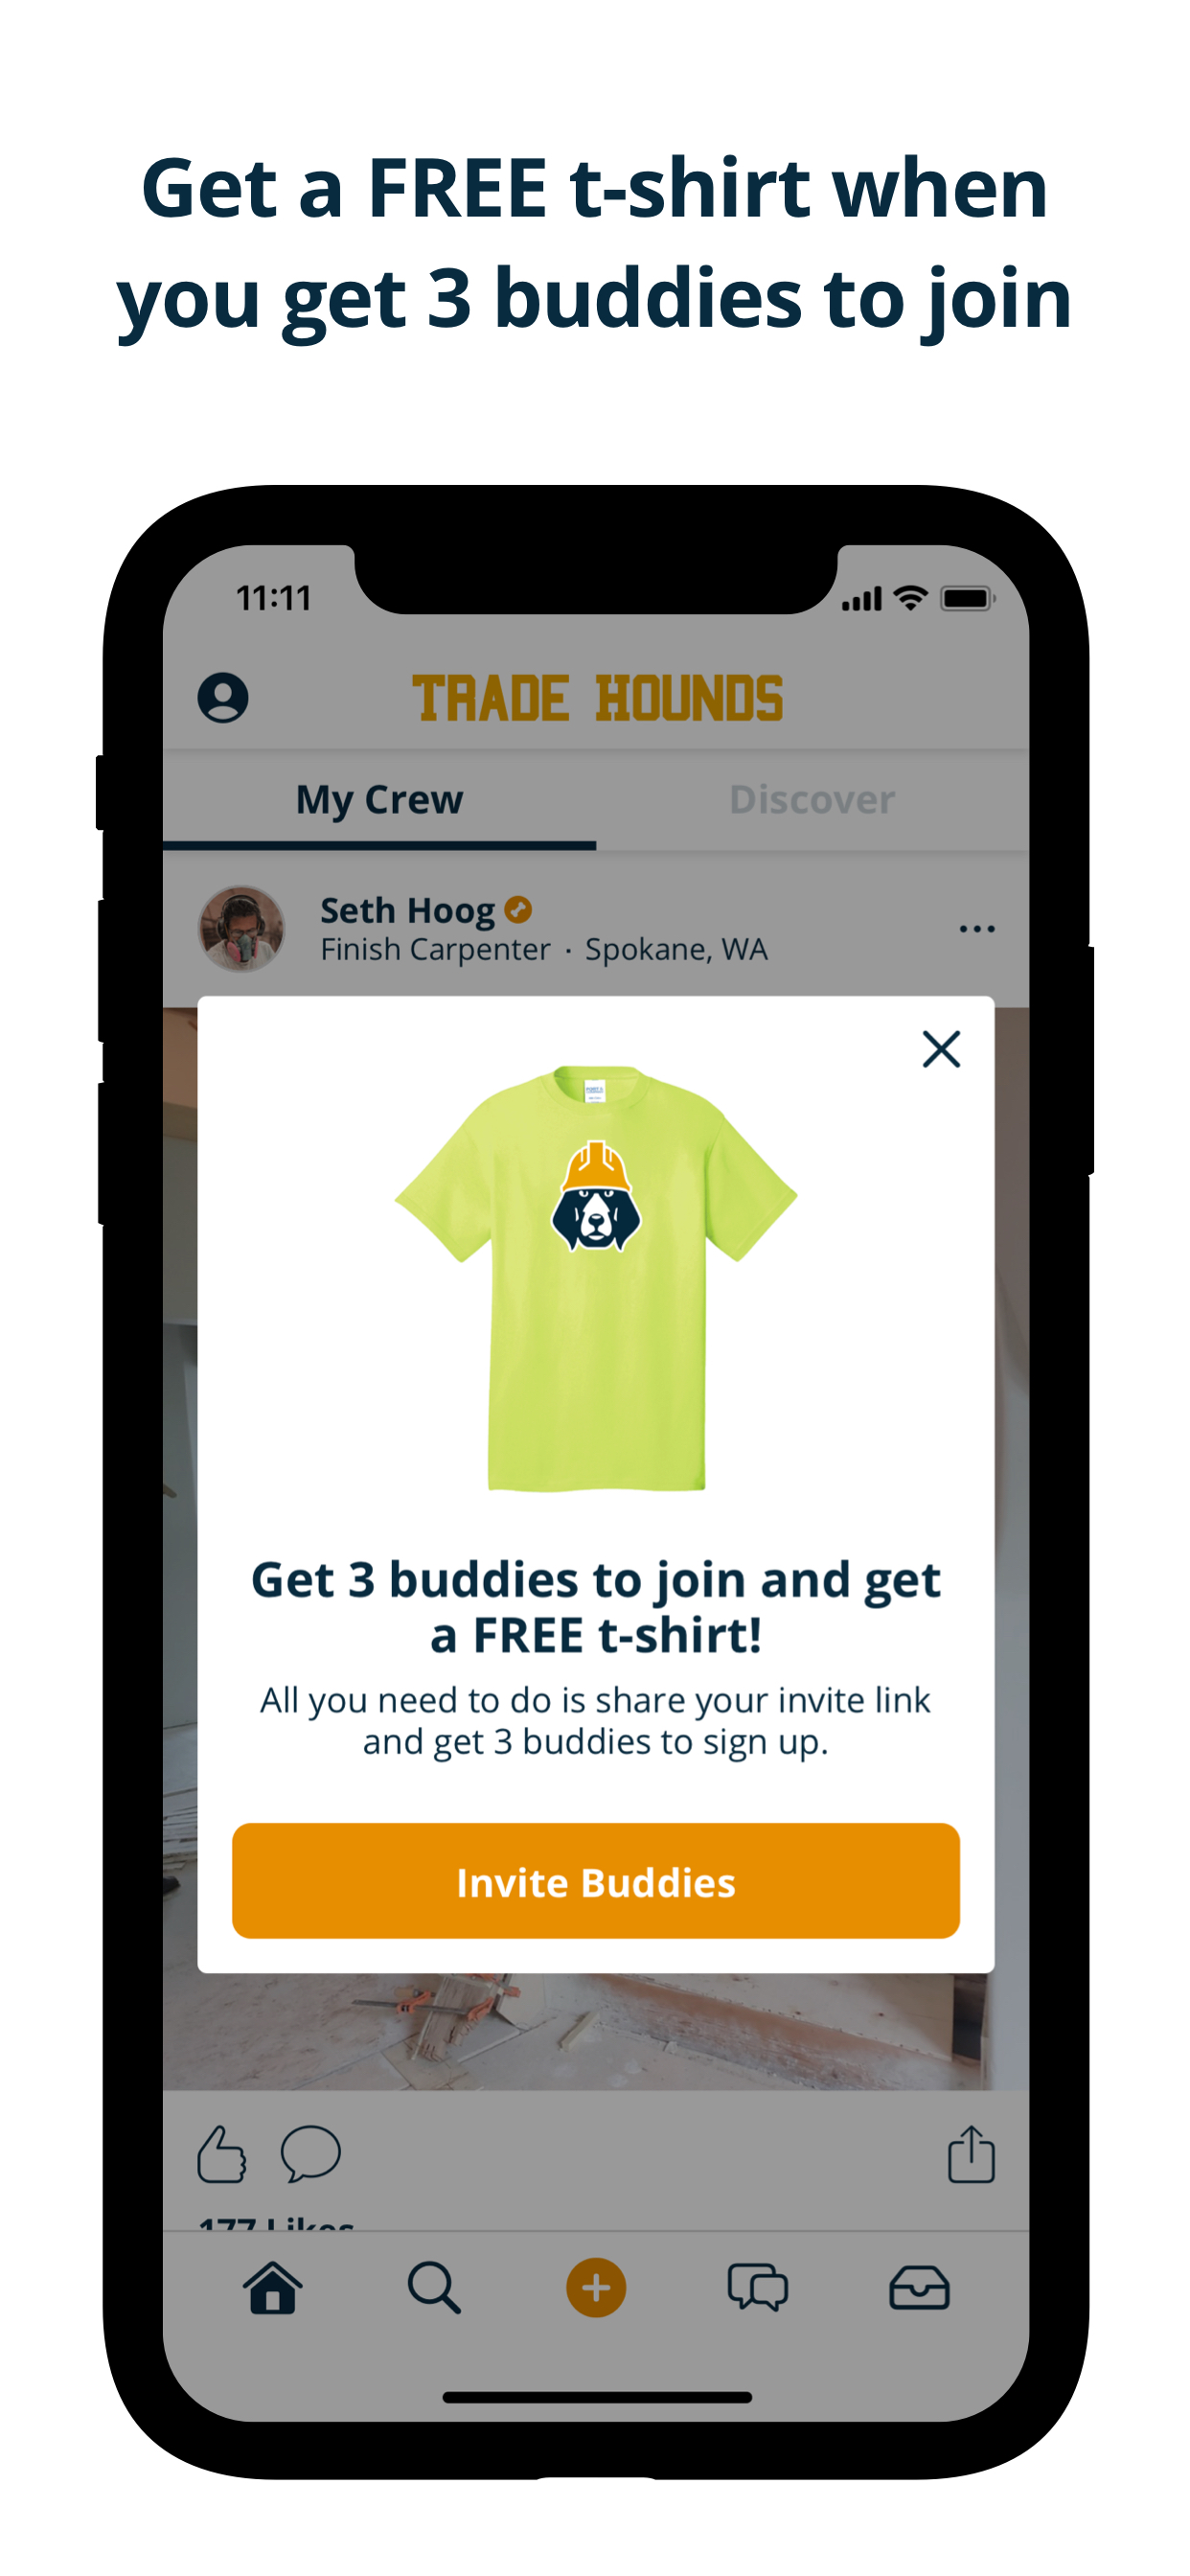 Get a FREE t-shirt when
you get 3 buddies to join
11:11
TRADE HOUNDS
My Crew
Discover
Seth Hoog
Finish Carpenter · Spokane, WA
Get 3 buddies to join and get
a FREE t-shirt!
All you need to do is share your invite link
and get 3 buddies to sign up.
Invite Buddies
177 Likes